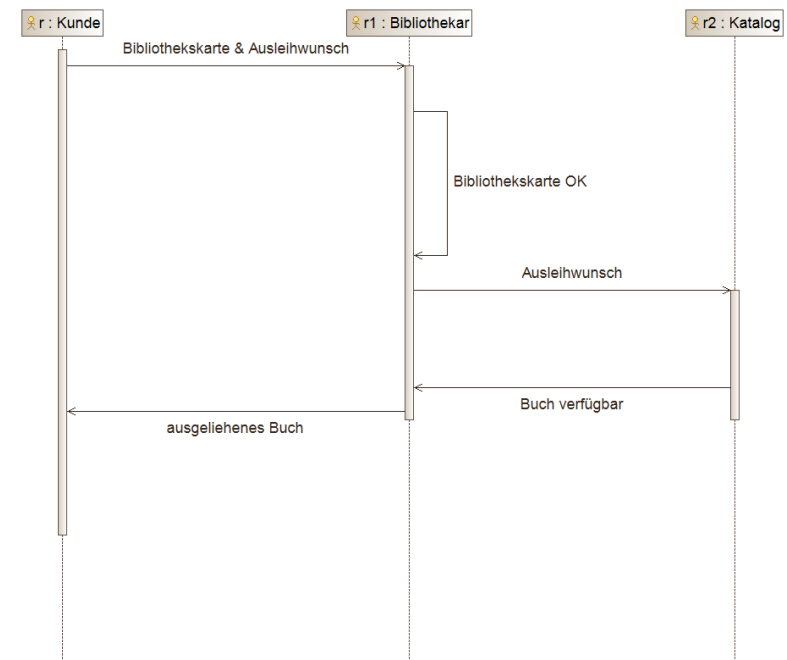 r : Kunde
r1 : Bibliothekar
r2 : Katalog
Bibliothekskarte & Ausleihwunsch
Bibliothekskarte OK
Ausleihwunsch
Buch verfügbar
ausgeliehenes Buch